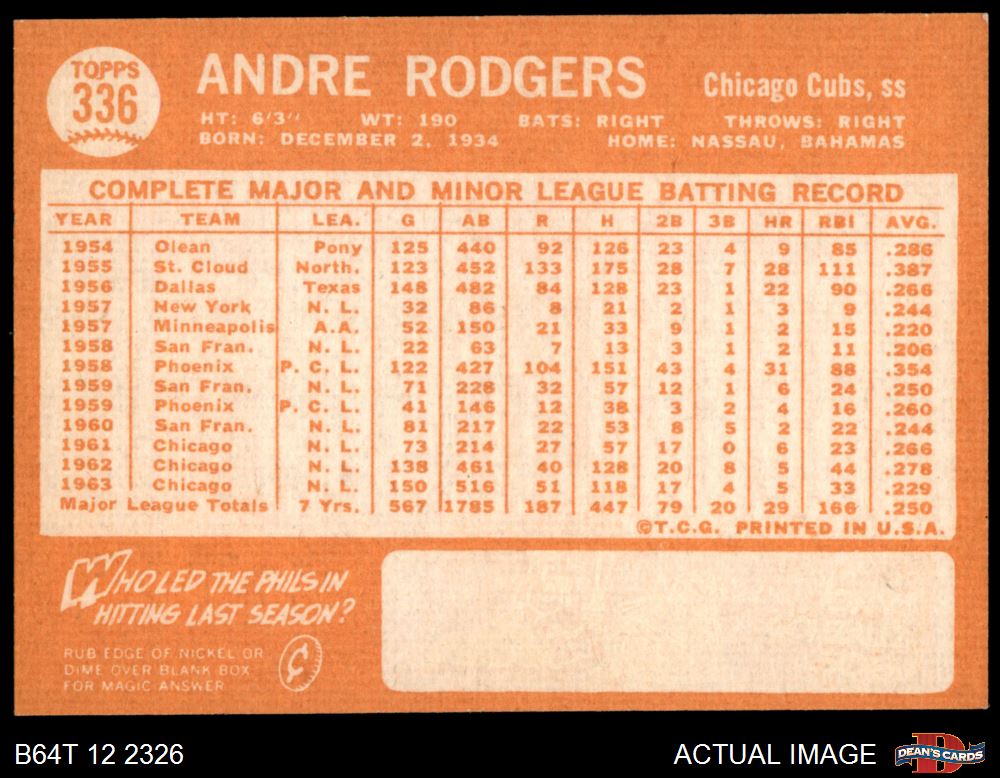 TOPPS
336
ANDRE RODGERS
Chicago Cubs, ss
HT: 6'3" WT: 190 BATS: RIGHT THROWS: RIGHT
BORN: DECEMBER 2, 1934 HOME: NASSAU, BAHAMAS
COMPLETE MAJOR AND MINOR LEAGUE BATTING RECORD
YEAR TEAM LEA. G AB R H 2B 3B HR RBI AVG.
1954 Olean Pony 125 440 92 126 23 4 9 85 .286
1955 St. Cloud North. 123 452 133 175 28 7 28 111 .387
1956 Dallas Texas 148 482 84 128 23 1 22 90 .266
1957 New York N. L. 32 86 8 21 2 1 3 9 .244
1957 Minneapolis A.A. 52 150 21 33 9 1 2 15 .220
1958 San Fran. N. L. 22 63 7 13 3 1 2 11 .206
1958 Phoenix P. C. L. 122 427 104 151 43 4 31 88 .354
1959 San Fran. N. L. 71 228 32 57 12 1 6 24 .250
1959 Phoenix P. C. L. 41 146 12 38 3 2 4 16 .260
1960 San Fran. N. L. 81 217 22 53 8 5 2 22 .244
1961 Chicago N. L. 73 214 27 57 17 0 6 23 .266
1962 Chicago N. L. 138 461 40 128 20 8 5 44 .278
1963 Chicago N. L. 150 516 51 118 17 4 5 33 .229
Major League Totals 7 Yrs. 567 1785 187 447 79 20 29 166 .250
©T.C.G. PRINTED IN U.S.A.
WHO LED THE PHILS IN
HITTING LAST SEASON?
RUB EDGE OF NICKEL OR
DIME OVER BLANK BOX
FOR MAGIC ANSWER
B64T 12 2326
ACTUAL IMAGE
DEAN'S CARDS